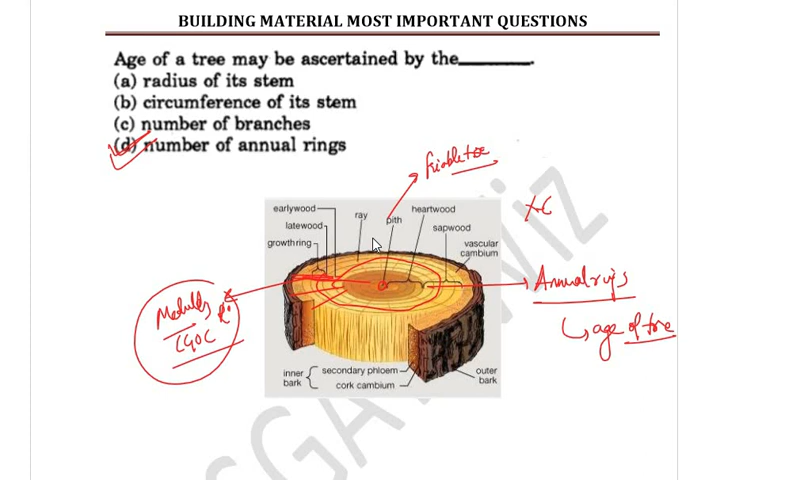 BUILDING MATERIAL MOST IMPORTANT QUESTIONS
Age of a tree may be ascertained by the________.
(a) radius of its stem
(b) circumference of its stem
(c) number of branches
(d) number of annual rings
earlywood
latewood
growth ring
ray
pith
heartwood
sapwood
vascular
cambium
Annual
age of tree
inner
bark
secondary phloem
cork cambium
outer
bark